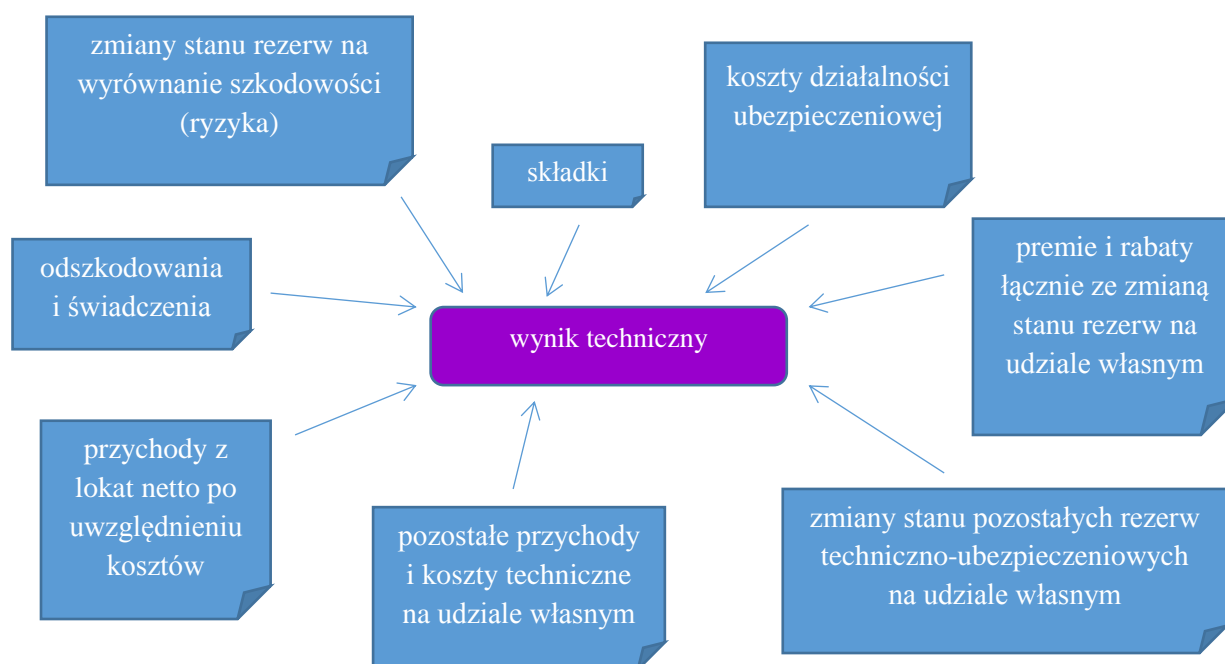 zmiany stanu rezerw na
wyrównanie szkodowości
(ryzyka)
składki
koszty działalności
ubezpieczeniowej
odszkodowania
i świadczenia
wynik techniczny
premie i rabaty
łącznie ze zmianą
stanu rezerw na
udziale własnym
przychody z
lokat netto po
uwzględnieniu
kosztów
pozostałe przychody
i koszty techniczne
na udziale własnym
zmiany stanu pozostałych rezerw
techniczno-ubezpieczeniowych
na udziale własnym